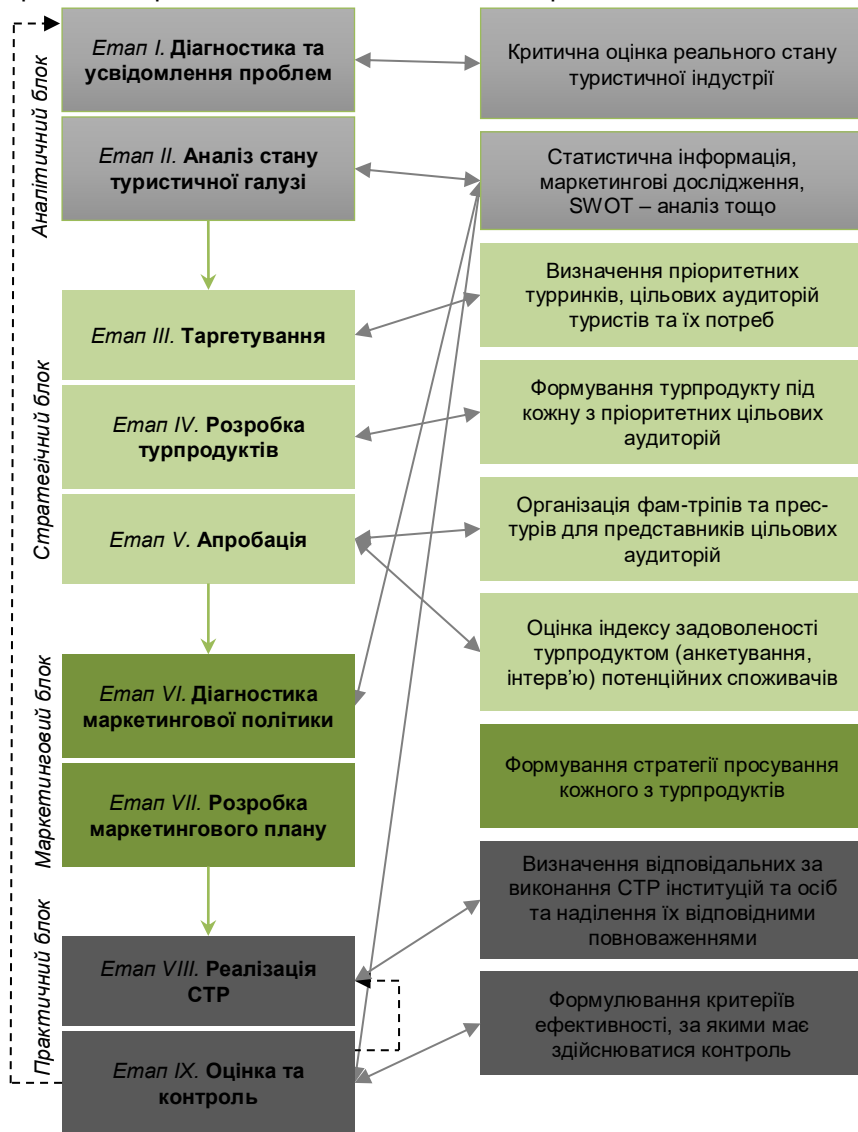 Аналітичний блок
Етап I. Діагностика та
усвідомлення проблем
Критична оцінка реального стану
туристичної індустрії
Етап II. Аналіз стану
туристичної галузі
Статистична інформація,
маркетингові дослідження,
SWOT – аналіз тощо
Стратегічний блок
Етап III. Таргетування
Визначення пріоритетних
турринків, цільових аудиторій
туристів та їх потреб
Етап IV. Розробка
турпродуктів
Формування турпродукту під
кожну з пріоритетних цільових
аудиторій
Етап V. Апробація
Організація фам-тріпів та прес-
турів для представників цільових
аудиторій
Оцінка індексу задоволеності
турпродуктом (анкетування,
інтерв’ю) потенційних споживачів
Маркетинговий блок
Етап VI. Діагностика
маркетингової політики
Етап VII. Розробка
маркетингового плану
Формування стратегії просування
кожного з турпродуктів
Практичний блок
Етап VIII. Реалізація
СТР
Визначення відповідальних за
виконання СТР інституцій та осіб
та наділення їх відповідними
повноваженнями
Етап IX. Оцінка та
контроль
Формулювання критеріїв
ефективності, за якими має
здійснюватися контроль